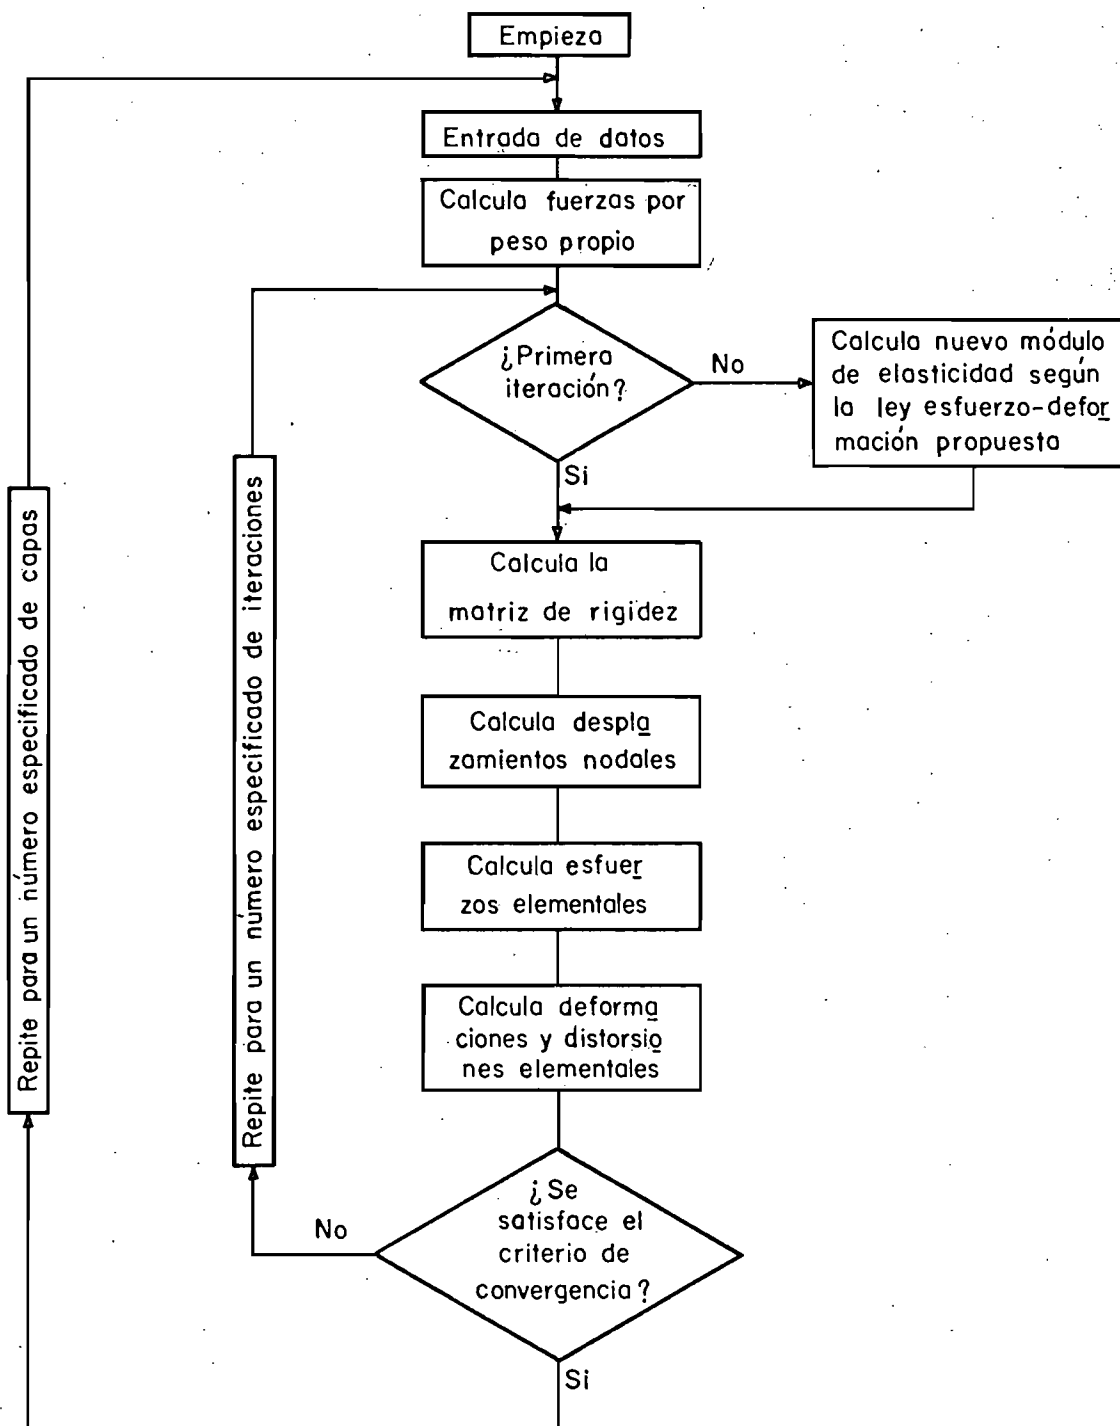 Empieza
Entrada de datos
Calcula fuerzas por
peso propio
¿Primera
iteración?
No
Calcula nuevo módulo
de elasticidad según
la ley esfuerzo-defor
mación propuesta
Si
Calcula la
matriz de rigidez
Calcula despla
zamientos nodales
Calcula esfuer
zos elementales
Calcula deforma
ciones y distorsio
nes elementales
¿Se
satisface el
criterio de
convergencia?
No
Si
Repite para un número especificado de iteraciones
Repite para un número especificado de capas